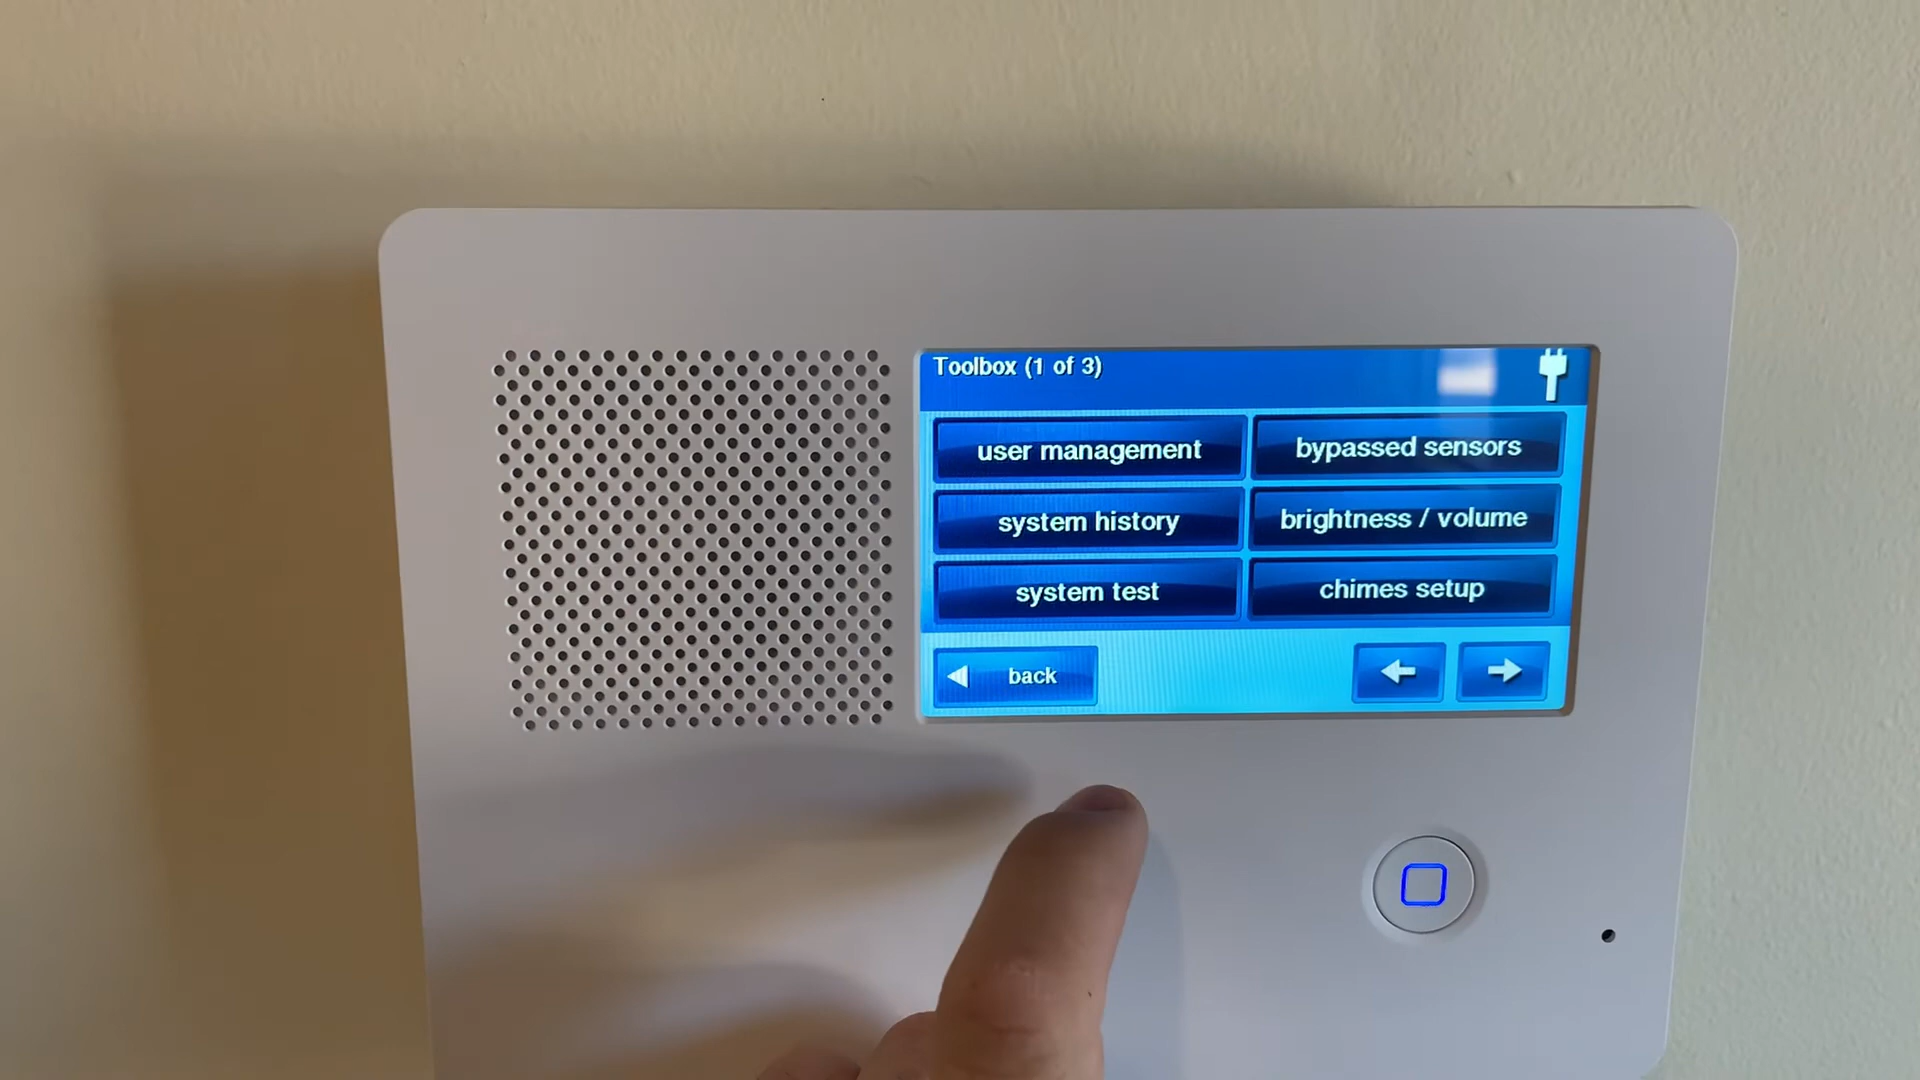 Toolbox (1 of 3)
user management
bypassed sensors
system history
brightness / volume
system test
chimes setup
back